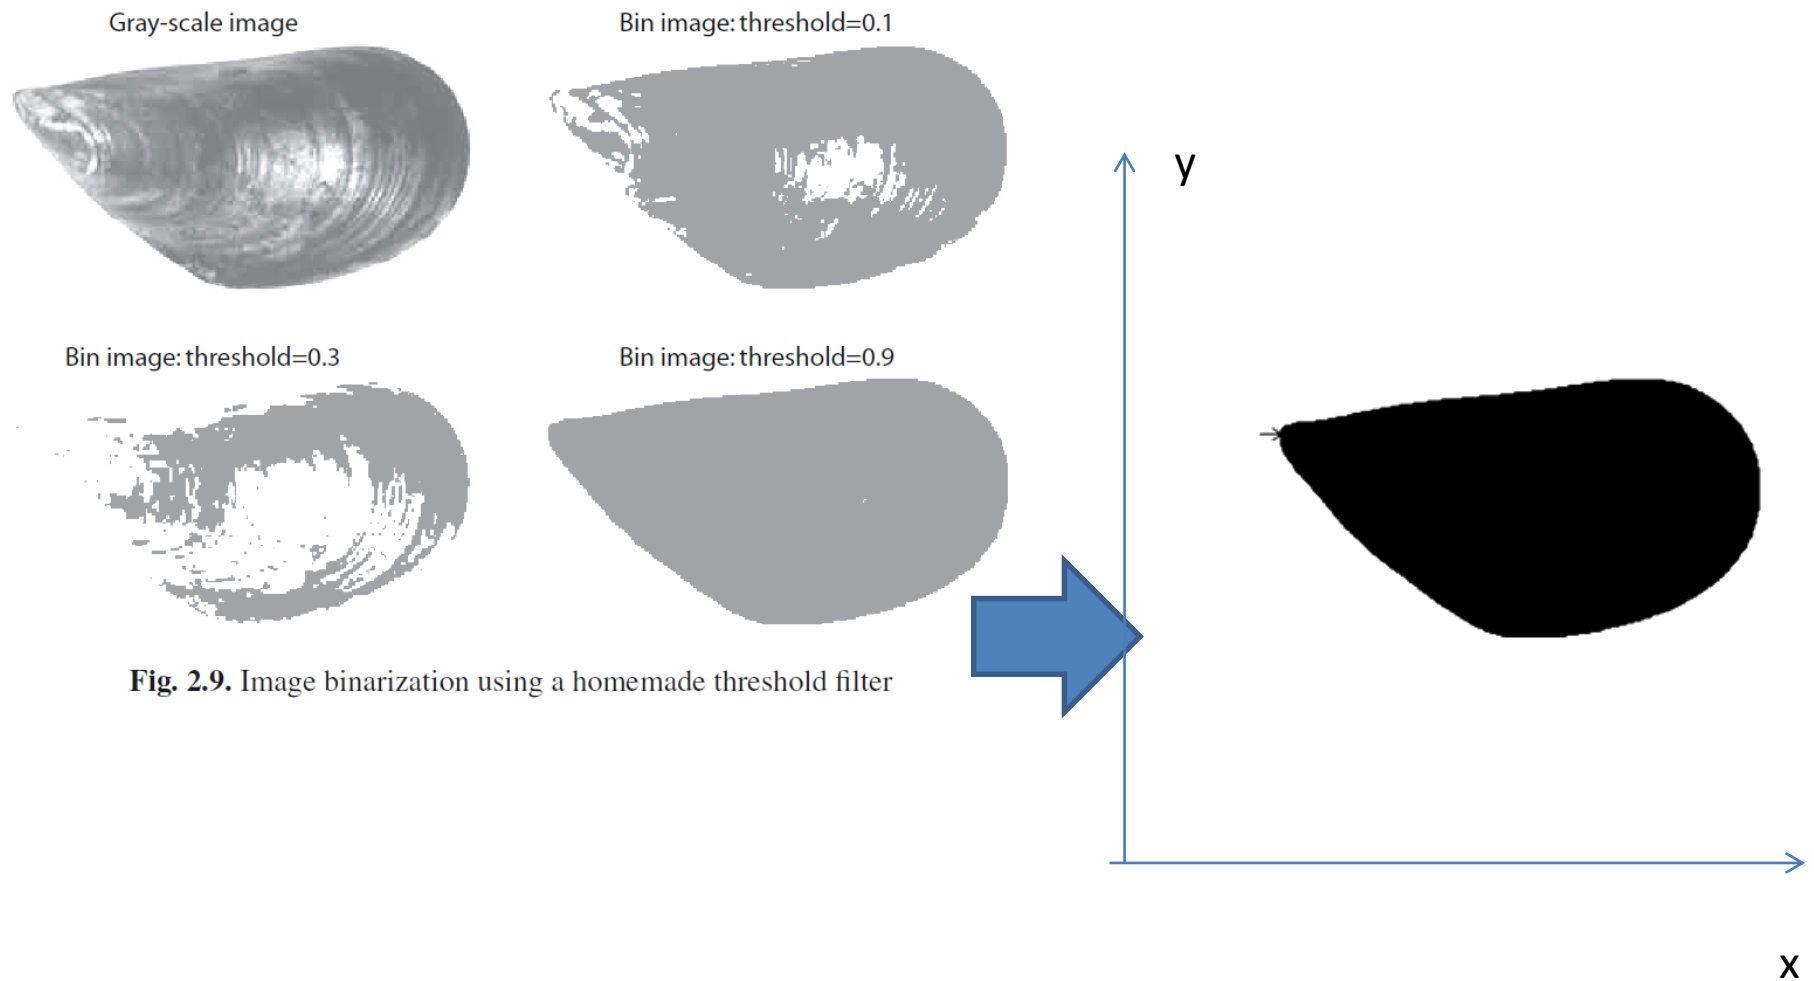 Gray-scale image
Bin image: threshold=0.1
y
Bin image: threshold=0.3
Bin image: threshold=0.9
Fig. 2.9. Image binarization using a homemade threshold filter
x